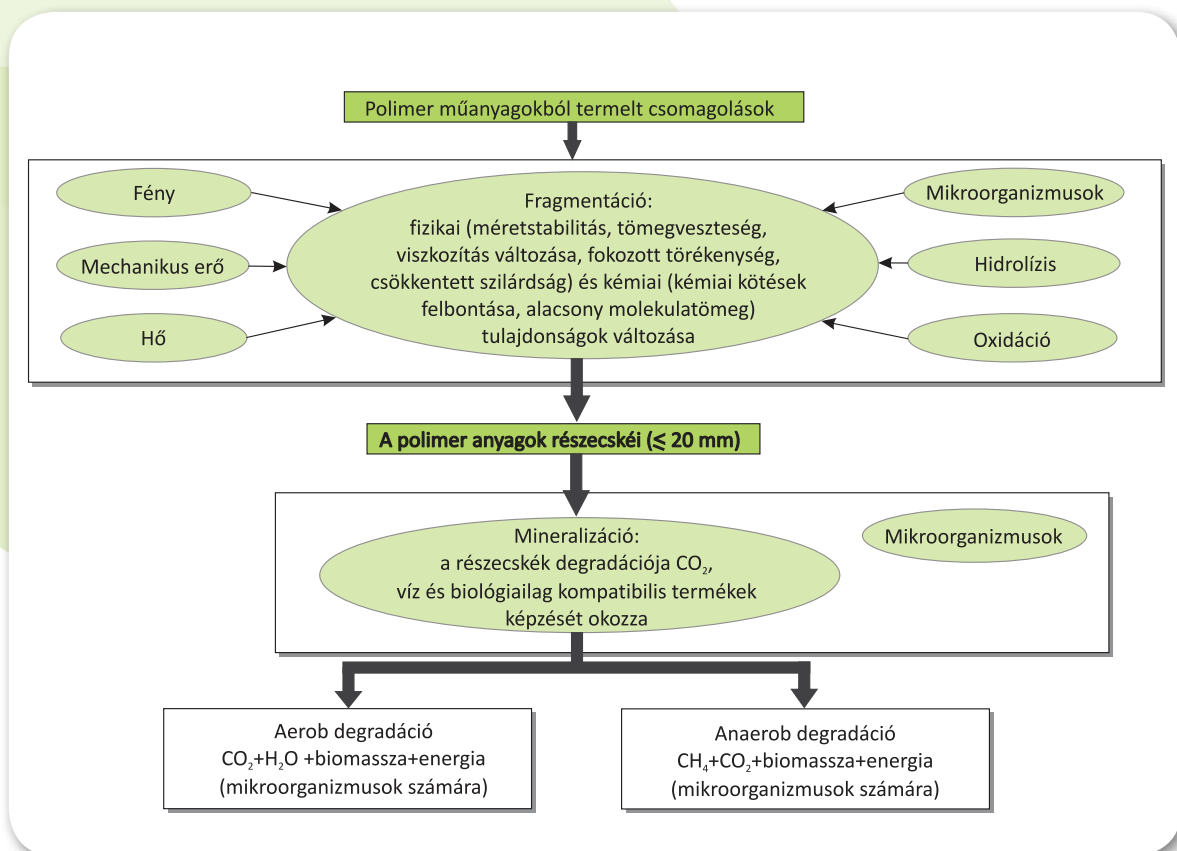 Polimer műanyagokból termelt csomagolások
Fény
Mechanikus erő
Hő
Fragmentáció:
fizikai (méretstabilitás, tömegveszteség,
viszkozítás változása, fokozott törékenység,
csökkentett szilárdság) és kémiai (kémiai kötések
felbontása, alacsony molekulatömeg)
tulajdonságok változása
Mikroorganizmusok
Hidrolízis
Oxidáció
A polimer anyagok részecskéi (⩽ 20 mm)
Mineralizáció:
a részecskék degradációja CO₂,
víz és biológiailag kompatibilis termékek
képzését okozza
Mikroorganizmusok
Aerob degradáció
CO₂+H₂O +biomassza+energia
(mikroorganizmusok számára)
Anaerob degradáció
CH₄+CO₂+biomassza+energia
(mikroorganizmusok számára)